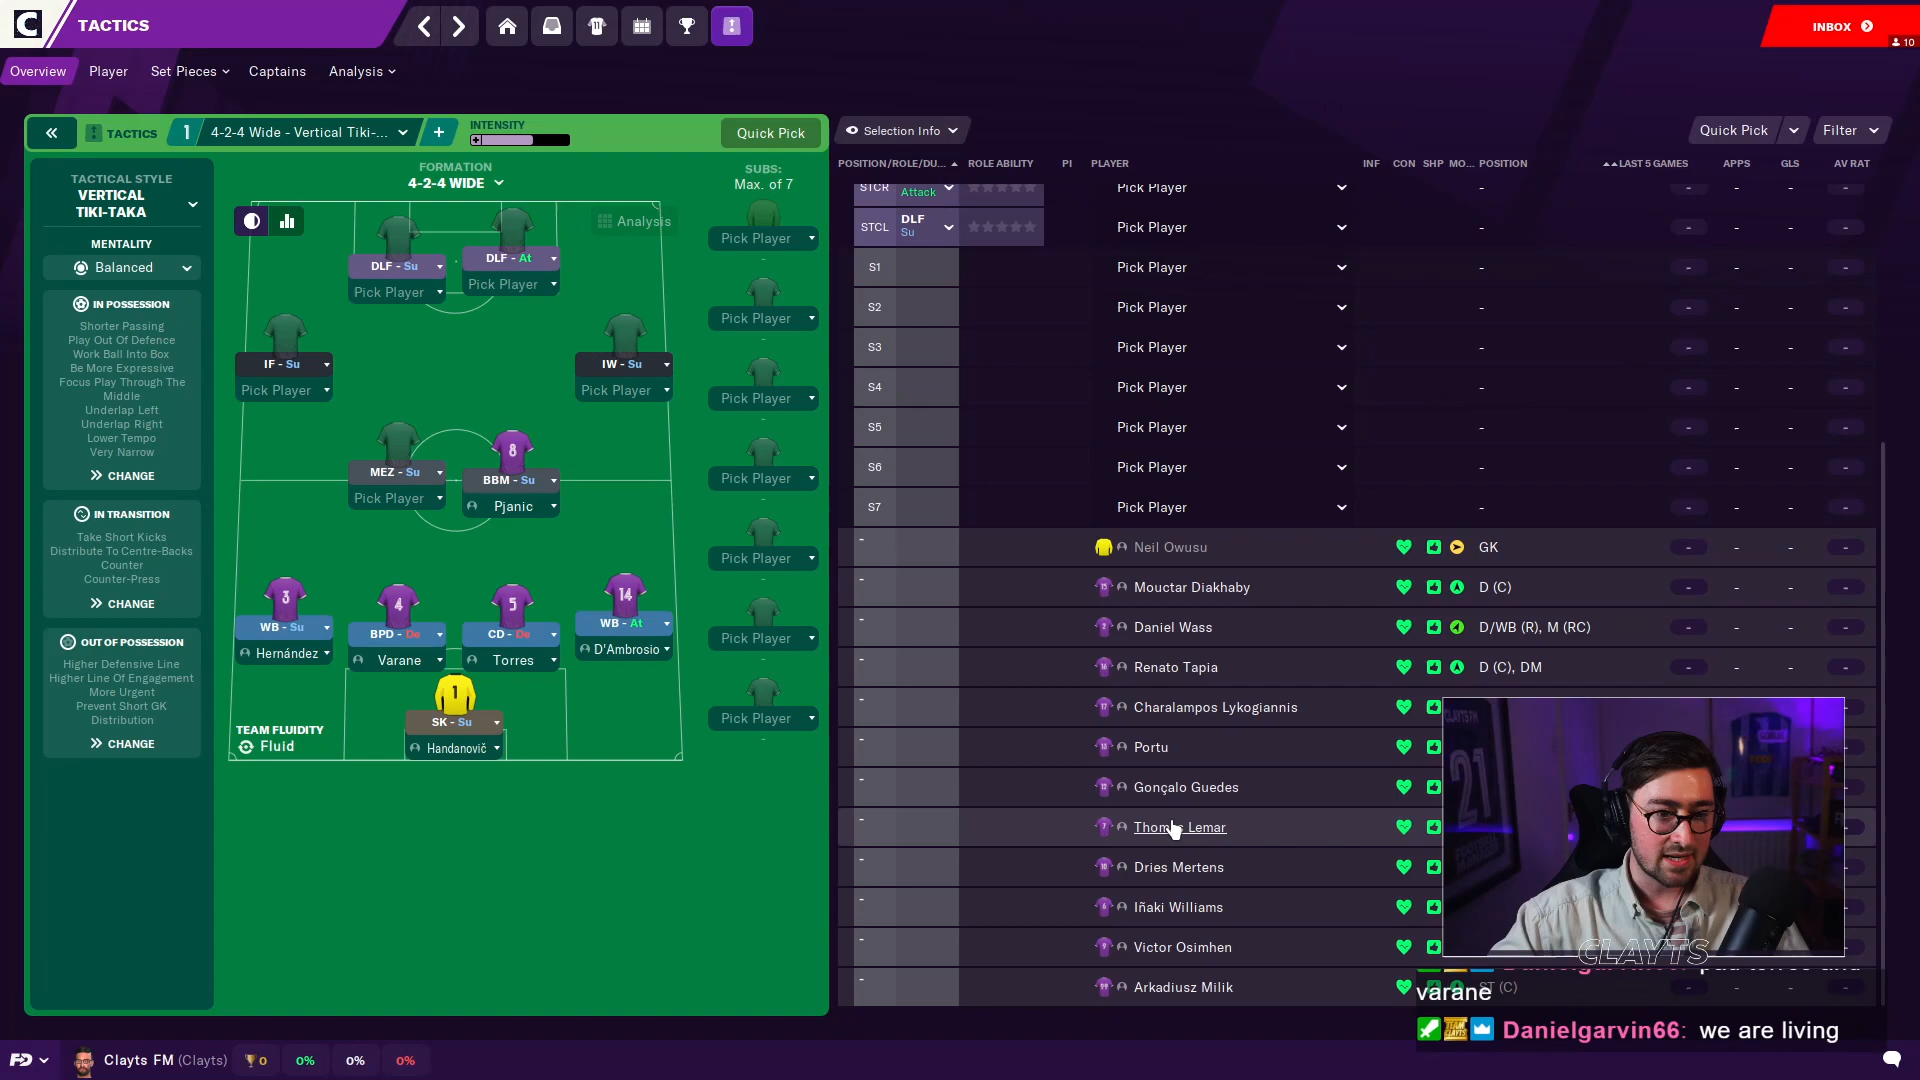 TACTICS
INBOX
10
Overview
Player
Set Pieces
Captains
Analysis
TACTICS
1
4-2-4 Wide - Vertical Tiki-...
INTENSITY
Quick Pick
Selection Info
Quick Pick
Filter
TACTICAL STYLE
VERTICAL
TIKI-TAKA
MENTALITY
Balanced
IN POSSESSION
Shorter Passing
Play Out Of Defence
Work Ball Into Box
Be More Expressive
Focus Play Through The
Middle
Underlap Left
Underlap Right
Lower Tempo
Very Narrow
CHANGE
IN TRANSITION
Take Short Kicks
Distribute To Centre-Backs
Counter
Counter-Press
CHANGE
OUT OF POSSESSION
Higher Defensive Line
Higher Line Of Engagement
More Urgent
Prevent Short GK
Distribution
CHANGE
FORMATION
4-2-4 WIDE
Analysis
DLF - Su
Pick Player
DLF - At
Pick Player
IF - Su
Pick Player
IW - Su
Pick Player
MEZ - Su
Pick Player
8
BBM - Su
Pjanic
3
WB - Su
Hernández
4
BPD - De
Varane
5
CD - De
Torres
14
WB - At
D'Ambrosio
1
SK - Su
Handanovič
TEAM FLUIDITY
Fluid
SUBS:
Max. of 7
Pick Player
-
Pick Player
-
Pick Player
-
Pick Player
-
Pick Player
-
Pick Player
-
Pick Player
-
POSITION/ROLE/DU... ROLE ABILITY PI PLAYER INF CON SHP MO... POSITION LAST 5 GAMES APPS GLS AV RAT
STCR Attack Pick Player - - - - -
STCL DLF Su Pick Player - - - - -
S1 Pick Player - - - - -
S2 Pick Player - - - - -
S3 Pick Player - - - - -
S4 Pick Player - - - - -
S5 Pick Player - - - - -
S6 Pick Player - - - - -
S7 Pick Player - - - - -
- Neil Owusu GK - - - -
- 15 Mouctar Diakhaby D (C) - - - -
- Daniel Wass D/WB (R), M (RC) - - - -
- Renato Tapia D (C), DM - - - -
- 17 Charalampos Lykogiannis
- Portu
- Gonçalo Guedes
- 7 Thomas Lemar
- 10 Dries Mertens
- 6 Iñaki Williams
- 9 Victor Osimhen
- 99 Arkadiusz Milik ST (C)
21
CLAYTS
varane
Danielgarvin66: we are living
FD
Clayts FM (Clayts)
0
0%
0%
0%